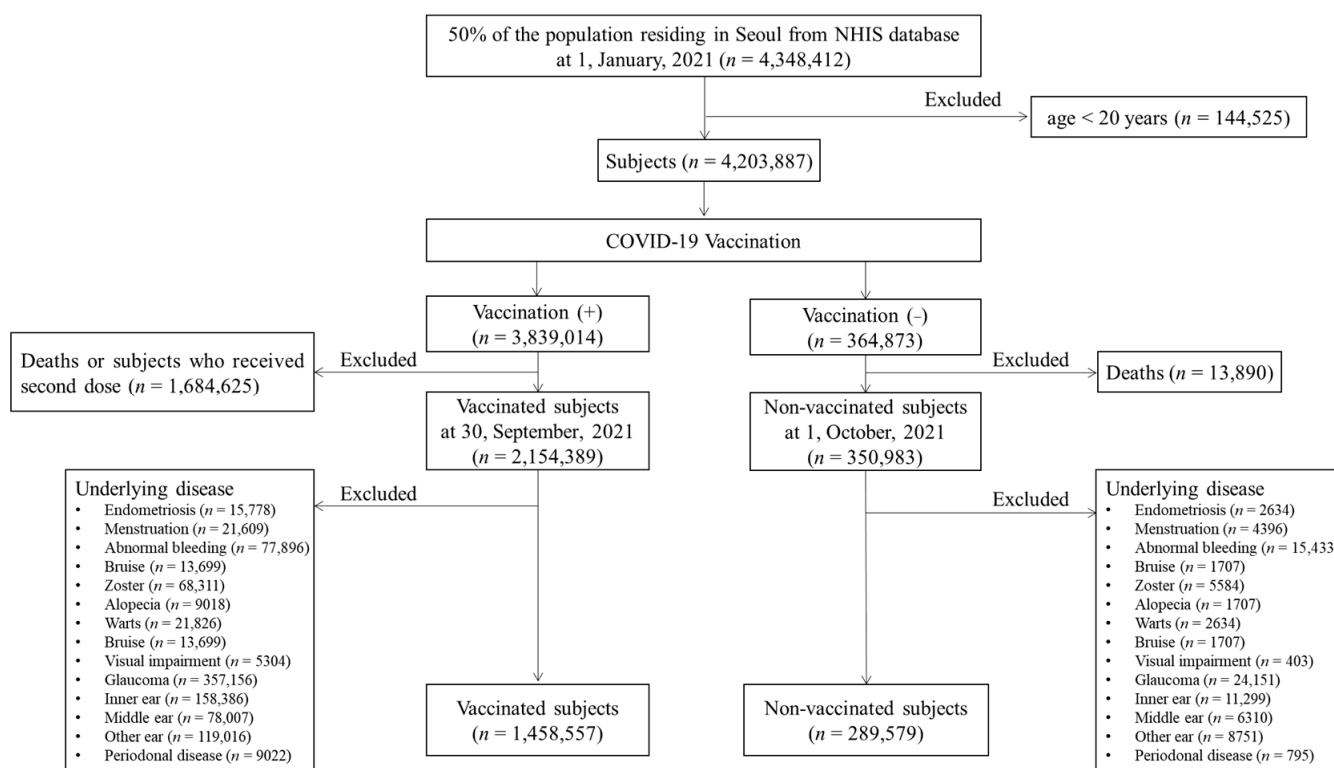 50% of the population residing in Seoul from NHIS database
at 1, January, 2021 (n = 4,348,412)
Excluded
age < 20 years (n = 144,525)
Subjects (n = 4,203,887)
COVID-19 Vaccination
Vaccination (+)
(n = 3,839,014)
Vaccination (-)
(n = 364,873)
Deaths or subjects who received
second dose (n = 1,684,625)
Excluded
Excluded
Deaths (n = 13,890)
Vaccinated subjects
at 30, September, 2021
(n = 2,154,389)
Non-vaccinated subjects
at 1, October, 2021
(n = 350,983)
Excluded
Excluded
Underlying disease
• Endometriosis (n = 15,778)
• Menstruation (n = 21,609)
• Abnormal bleeding (n = 77,896)
• Bruise (n = 13,699)
• Zoster (n = 68,311)
• Alopecia (n = 9018)
• Warts (n = 21,826)
• Bruise (n = 13,699)
• Visual impairment (n = 5304)
• Glaucoma (n = 357,156)
• Inner ear (n = 158,386)
• Middle ear (n = 78,007)
• Other ear (n = 119,016)
• Periodonal disease (n = 9022)
Underlying disease
• Endometriosis (n = 2634)
• Menstruation (n = 4396)
• Abnormal bleeding (n = 15,433
• Bruise (n = 1707)
• Zoster (n = 5584)
• Alopecia (n = 1707)
• Warts (n = 2634)
• Bruise (n = 1707)
• Visual impairment (n = 403)
• Glaucoma (n = 24,151)
• Inner ear (n = 11,299)
• Middle ear (n = 6310)
• Other ear (n = 8751)
• Periodonal disease (n = 795)
Vaccinated subjects
(n = 1,458,557)
Non-vaccinated subjects
(n = 289,579)